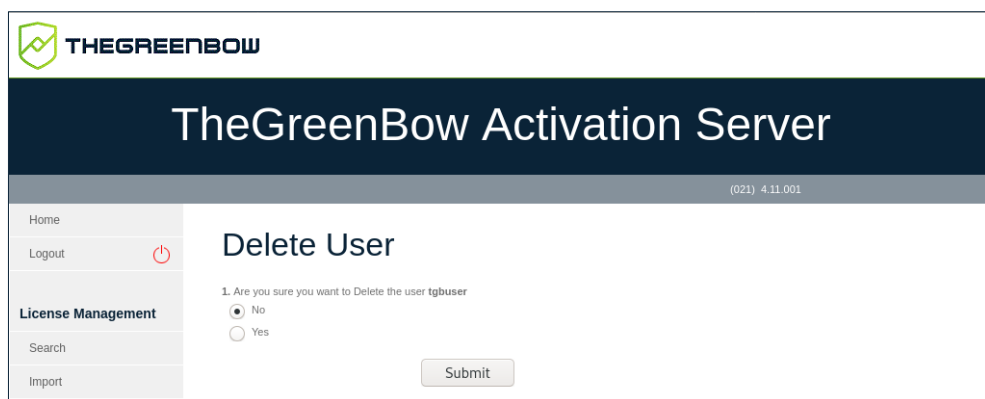 THEGREENBOW
TheGreenBow Activation Server
(021) 4.11.001
Home
Logout
License Management
Search
Import
Delete User
1. Are you sure you want to Delete the user tgbuser
No
Yes
Submit